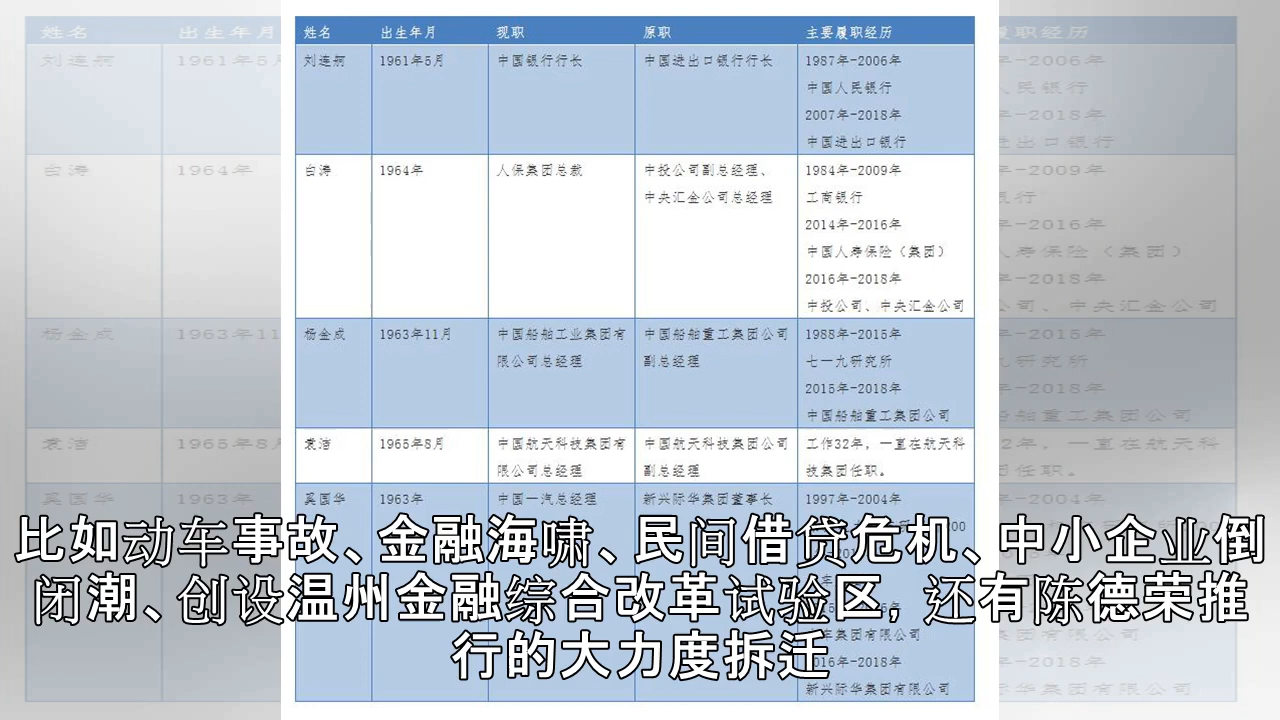 姓名 出生年月 现职 原职 主要履职经历
刘连舸 1961年5月 中国银行行长 中国进出口银行行长 1987年-2006年
中国人民银行
2007年-2018年
中国进出口银行
白涛 1964年 人保集团总裁 中投公司副总经理、 1984年-2009年
中央汇金公司总经理 工商银行
2014年-2016年
中国人寿保险（集团）
2016年-2018年
中投公司、中央汇金公司
杨金成 1963年11月 中国船舶工业集团有 中国船舶重工集团公司 1988年-2015年
限公司总经理 副总经理 七一九研究所
2015年-2018年
中国船舶重工集团公司
袁洁 1965年8月 中国航天科技集团有 中国航天科技集团公司 工作32年，一直在航天科
限公司总经理 副总经理 技集团任职。
奚国华 1963年 中国一汽总经理 新兴际华集团董事长 1997年-2004年
比如动车事故、金融海啸、民间借贷危机、中小企业倒
闭潮、创设温州金融综合改革试验区，还有陈德荣推
行的大力度拆迁
车集团有限公司
2016年-2018年
新兴际华集团有限公司